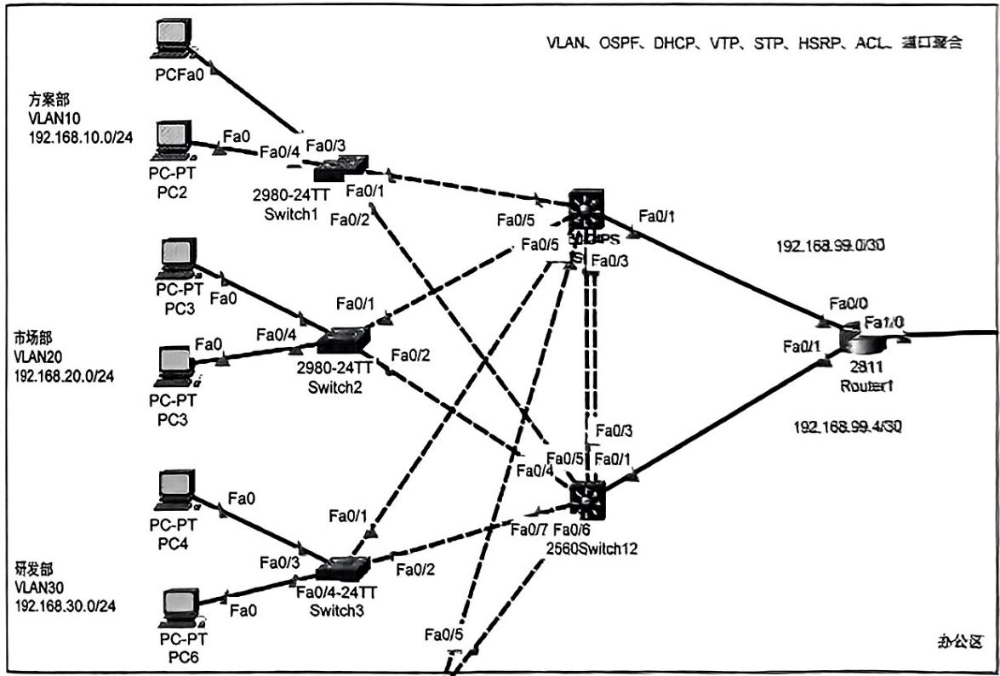 VLAN、OSPF、DHCP、VTP、STP、HSRP、ACL、端口聚合
PCFa0
方案部
VLAN10
192.168.10.0/24
Fa0
Fa0/3
Fa0/4
PC-PT
PC2
2980-24TT
Switch1
Fa0/1
Fa0/2
Fa0/5
Fa0/1
Fa0/5
Fa0/3
192.168.99.0/30
PC-PT
PC3
Fa0
Fa0/1
Fa0/0
Fa1/0
市场部
VLAN20
192.168.20.0/24
Fa0
Fa0/4
Fa0/2
Fa0/1
2980-24TT
Switch2
2811
Router1
PC-PT
PC3
192.168.99.4/30
Fa0/3
Fa0/5
Fa0/1
Fa0/4
PC-PT
PC4
Fa0
Fa0/1
Fa0/7
Fa0/6
2560Switch12
研发部
VLAN30
192.168.30.0/24
Fa0/3
Fa0/2
Fa0/4-24TT
Switch3
Fa0
PC-PT
PC6
Fa0/5
办公区